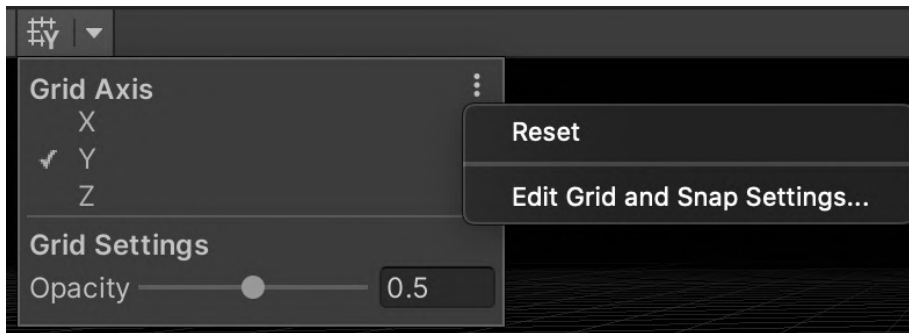 Y
Grid Axis
X
Y
Z
Reset
Edit Grid and Snap Settings...
Grid Settings
Opacity 0.5